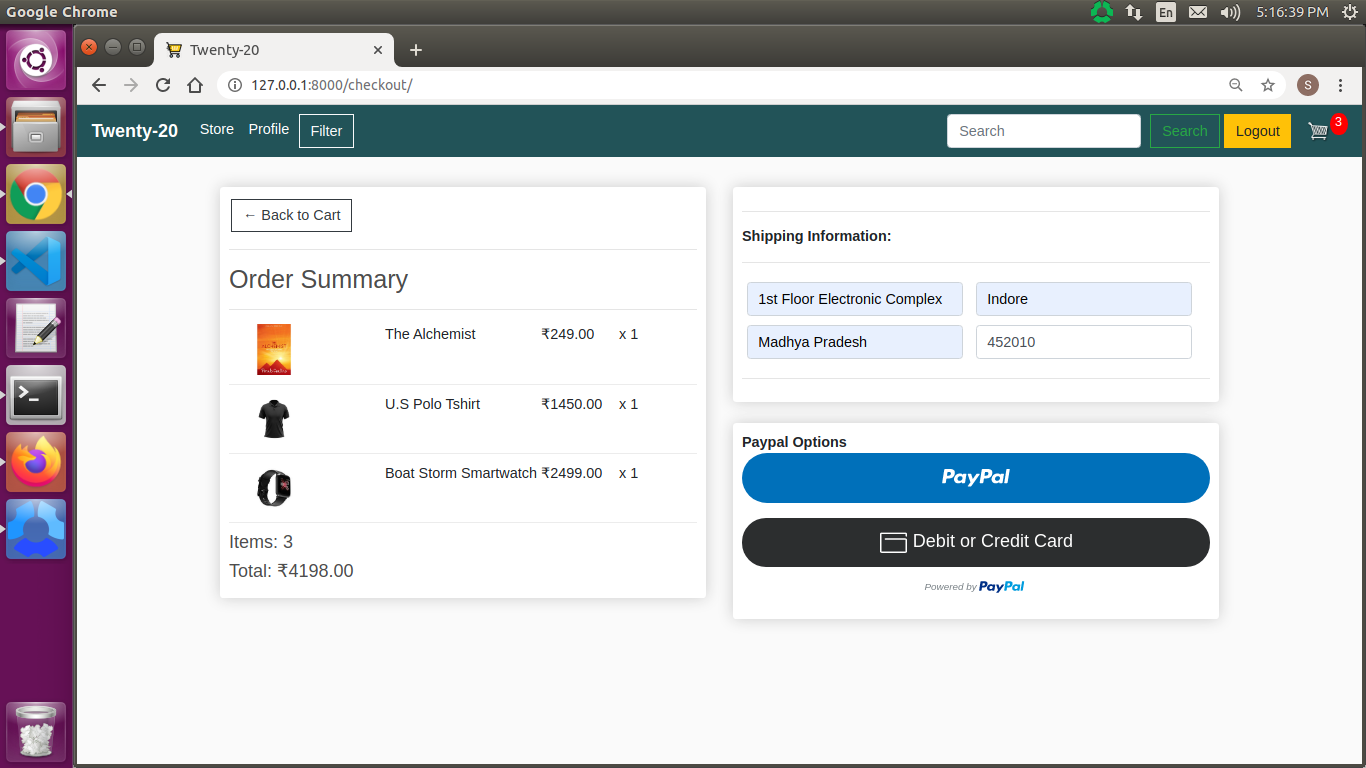 Google Chrome
En
5:16:39 PM
Twenty-20
127.0.0.1:8000/checkout/
S
Twenty-20 Store Profile Filter
Search Search Logout 3
← Back to Cart
Order Summary
The Alchemist ₹249.00 x 1
U.S Polo Tshirt ₹1450.00 x 1
Boat Storm Smartwatch ₹2499.00 x 1
Items: 3
Total: ₹4198.00
Shipping Information:
1st Floor Electronic Complex Indore
Madhya Pradesh 452010
Paypal Options
PayPal
Debit or Credit Card
Powered by PayPal